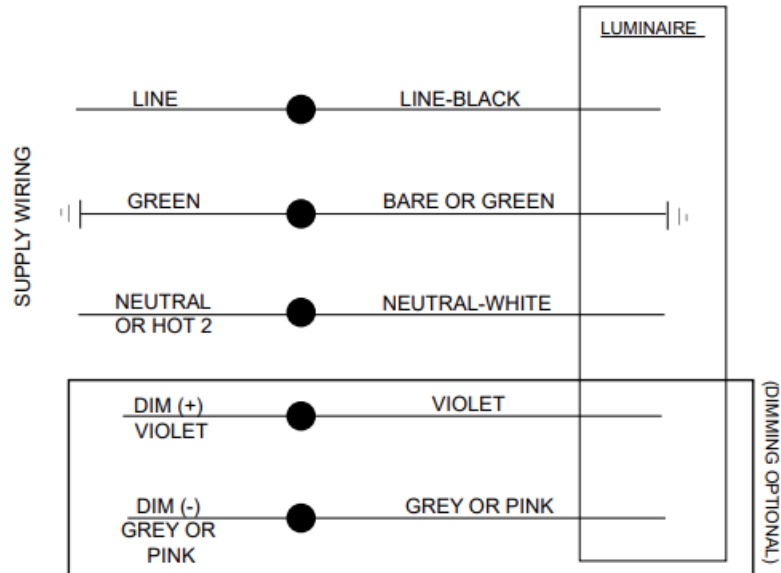 LUMINAIRE
LINE
LINE-BLACK
SUPPLY WIRING
GREEN
BARE OR GREEN
NEUTRAL
OR HOT 2
NEUTRAL-WHITE
DIM (+)
VIOLET
VIOLET
DIM (-)
GREY OR
PINK
GREY OR PINK
(DIMMING OPTIONAL)